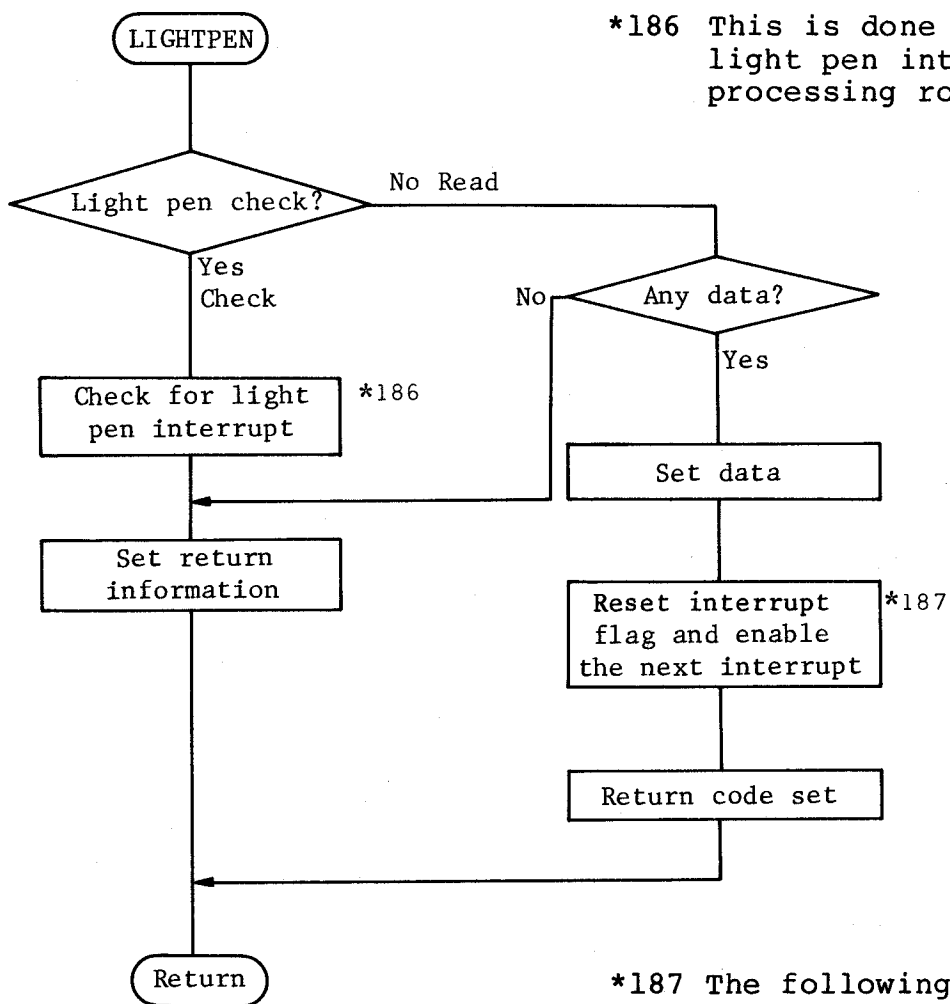 LIGHTPEN
*186 This is done
light pen int
processing ro
Light pen check?
No Read
Yes
Check
Any data?
No
Yes
Check for light
pen interrupt
*186
Set data
Set return
information
Reset interrupt
flag and enable
the next interrupt
*187
Return code set
Return
*187 The following